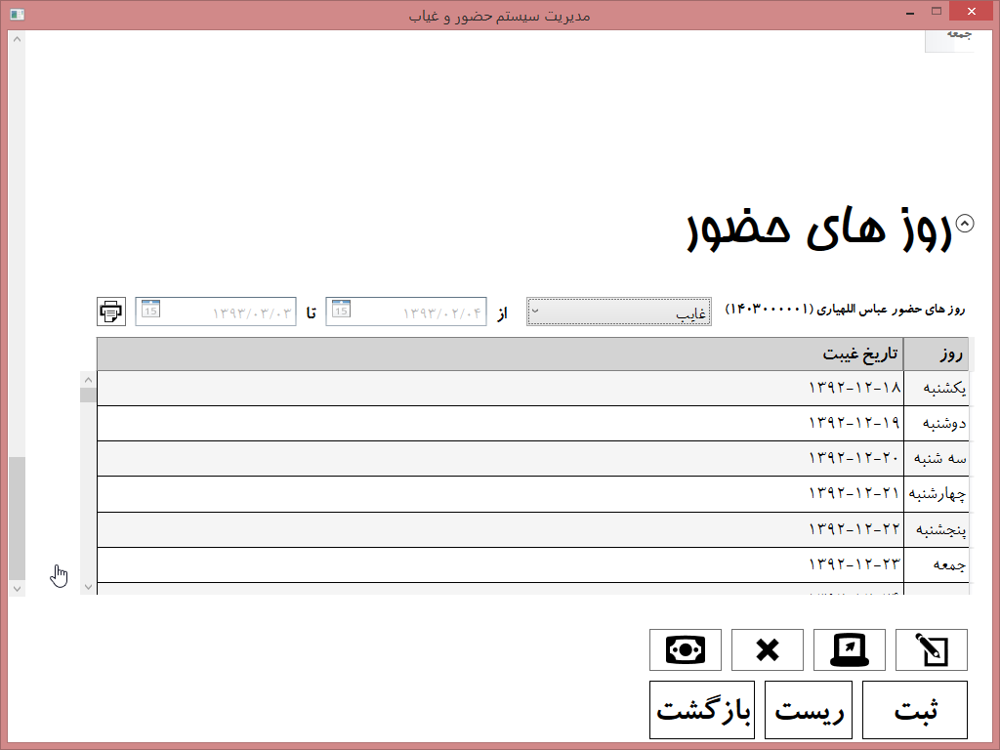 مدیریت سیستم حضور و غیاب
جمعه
روز های حضور
روز های حضور عباس اللهیاری (۱۴۰۳۰۰۰۰۰۱) غایب از ۱۳۹۳/۰۲/۰۴ 15 تا ۱۳۹۳/۰۳/۰۳ 15
روز تاریخ غیبت
یکشنبه ۱۳۹۲-۱۲-۱۸
دوشنبه ۱۳۹۲-۱۲-۱۹
سه شنبه ۱۳۹۲-۱۲-۲۰
چهارشنبه ۱۳۹۲-۱۲-۲۱
پنجشنبه ۱۳۹۲-۱۲-۲۲
جمعه ۱۳۹۲-۱۲-۲۳
ثبت ریست بازگشت